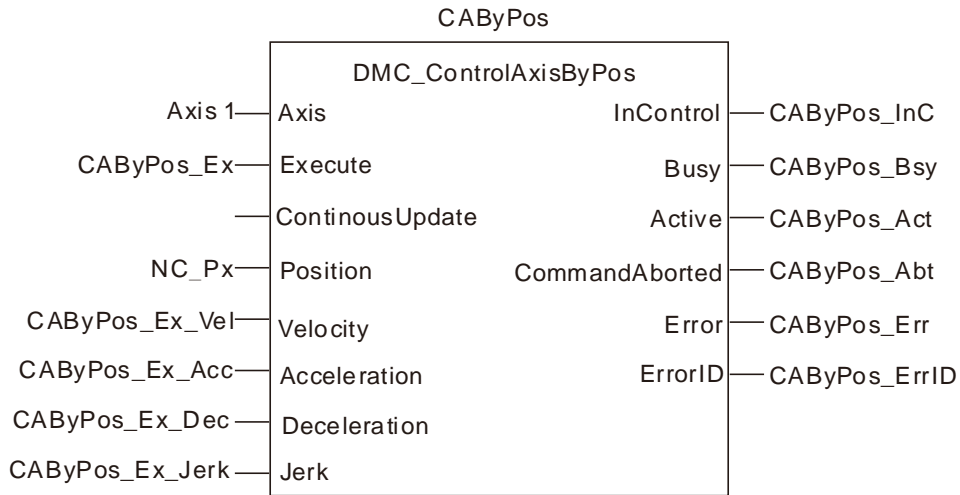 CAByPos
DMC_ControlAxisByPos
Axis 1 Axis InControl CAByPos_InC
CAByPos_Ex Execute Busy CAByPos_Bsy
ContinousUpdate Active CAByPos_Act
NC_Px Position CommandAborted CAByPos_Abt
CAByPos_Ex_Vel Velocity Error CAByPos_Err
CAByPos_Ex_Acc Acceleration ErrorID CAByPos_ErrID
CAByPos_Ex_Dec Deceleration
CAByPos_Ex_Jerk Jerk